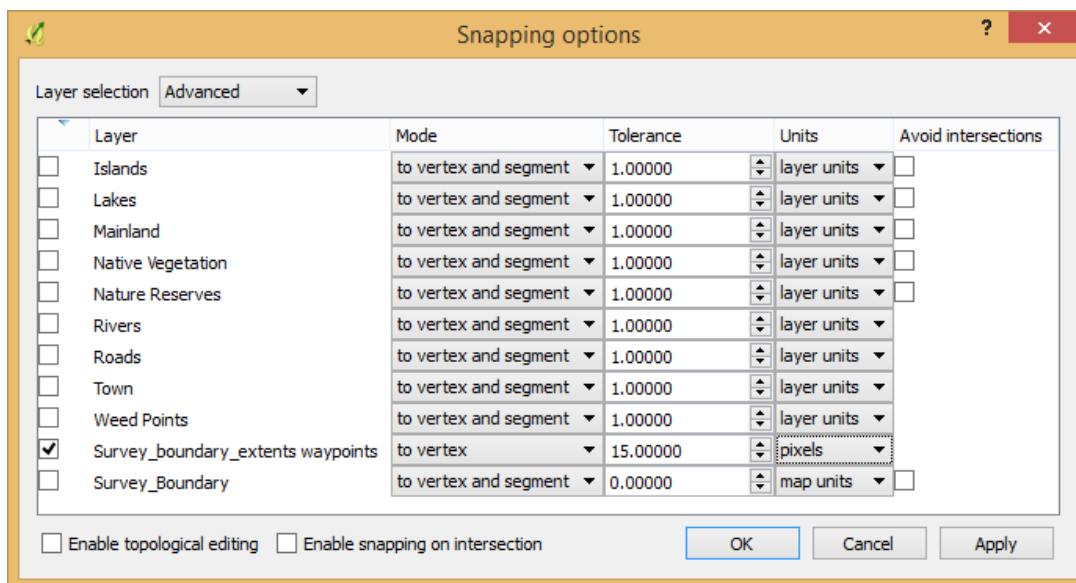 Snapping options
?
Layer selection Advanced
Layer Mode Tolerance Units Avoid intersections
Islands to vertex and segment 1.00000 layer units
Lakes to vertex and segment 1.00000 layer units
Mainland to vertex and segment 1.00000 layer units
Native Vegetation to vertex and segment 1.00000 layer units
Nature Reserves to vertex and segment 1.00000 layer units
Rivers to vertex and segment 1.00000 layer units
Roads to vertex and segment 1.00000 layer units
Town to vertex and segment 1.00000 layer units
Weed Points to vertex and segment 1.00000 layer units
Survey_boundary_extents waypoints to vertex 15.00000 pixels
Survey_Boundary to vertex and segment 0.00000 map units
Enable topological editing Enable snapping on intersection OK Cancel Apply